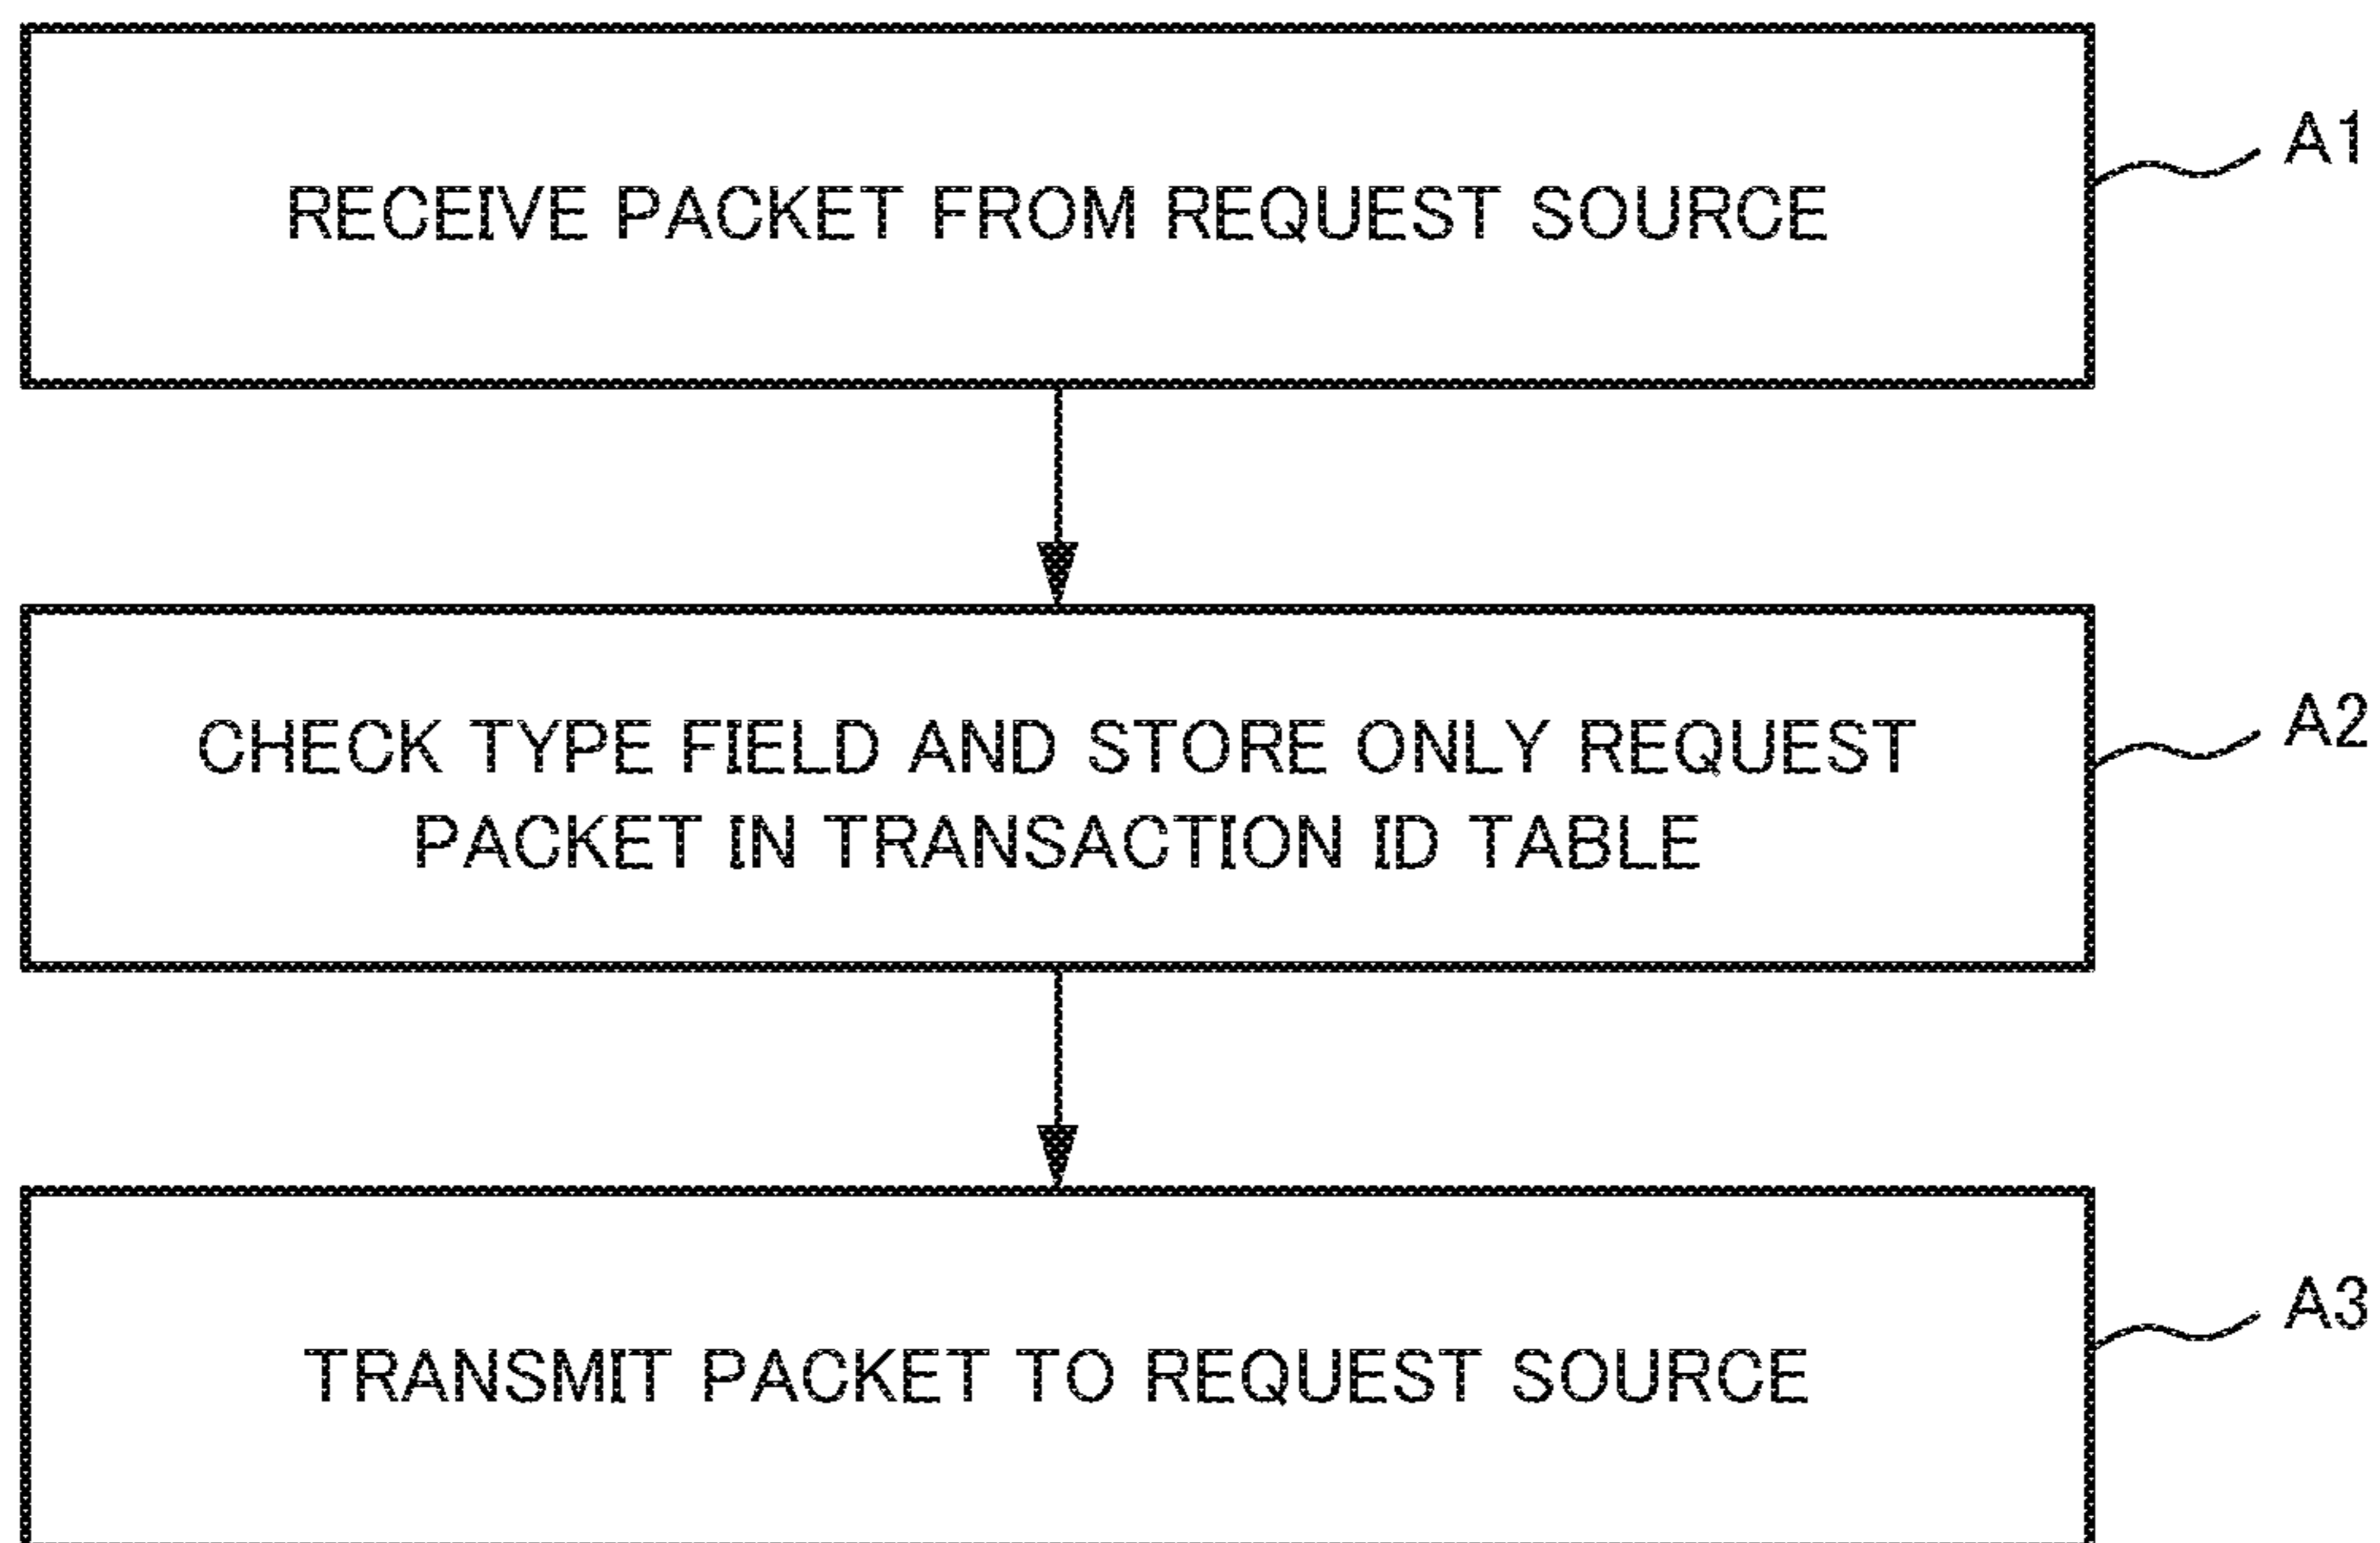 RECEIVE PACKET FROM REQUEST SOURCE
A1
CHECK TYPE FIELD AND STORE ONLY REQUEST
PACKET IN TRANSACTION ID TABLE
A2
TRANSMIT PACKET TO REQUEST SOURCE
A3